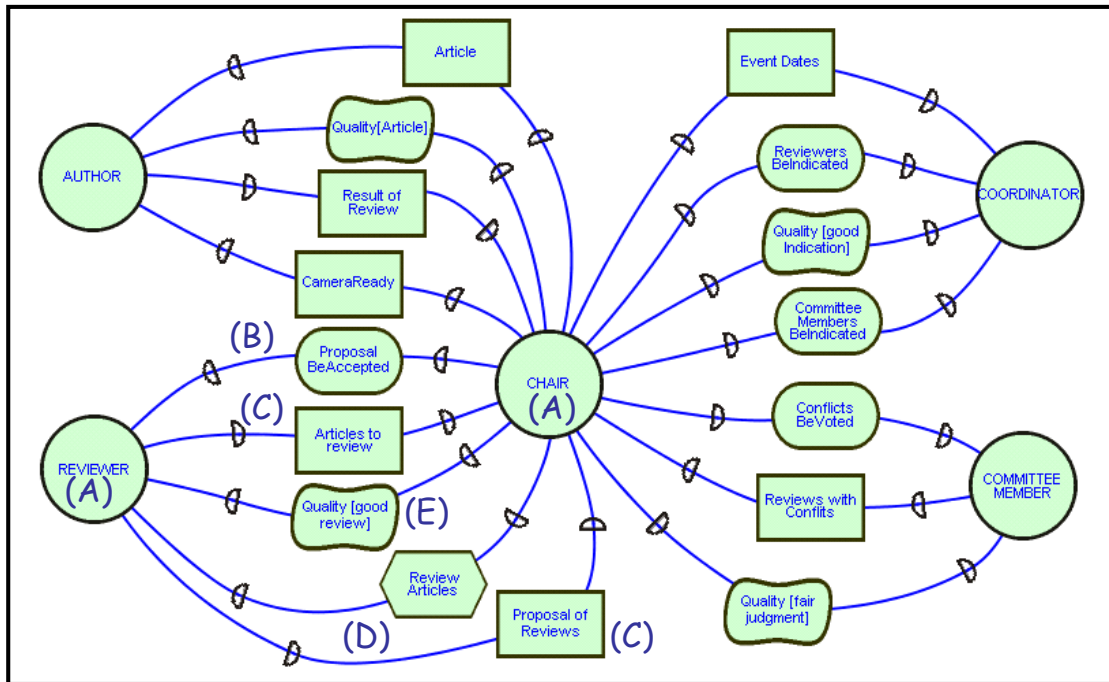 Article
Quality[Article]
AUTHOR
Result of
Review
CameraReady
(B)
Proposal
BeAccepted
(C)
Articles to
review
REVIEWER
(A)
Quality [good
review]
(E)
Review
Articles
(D)
Proposal of
Reviews
(C)
CHAIR
(A)
Event Dates
Reviewers
BeIndicated
COORDINATOR
Quality [good
Indication]
Committee
Members
BeIndicated
Conflicts
BeVoted
COMMITTEE
MEMBER
Reviews with
Conflits
Quality [fair
judgment]